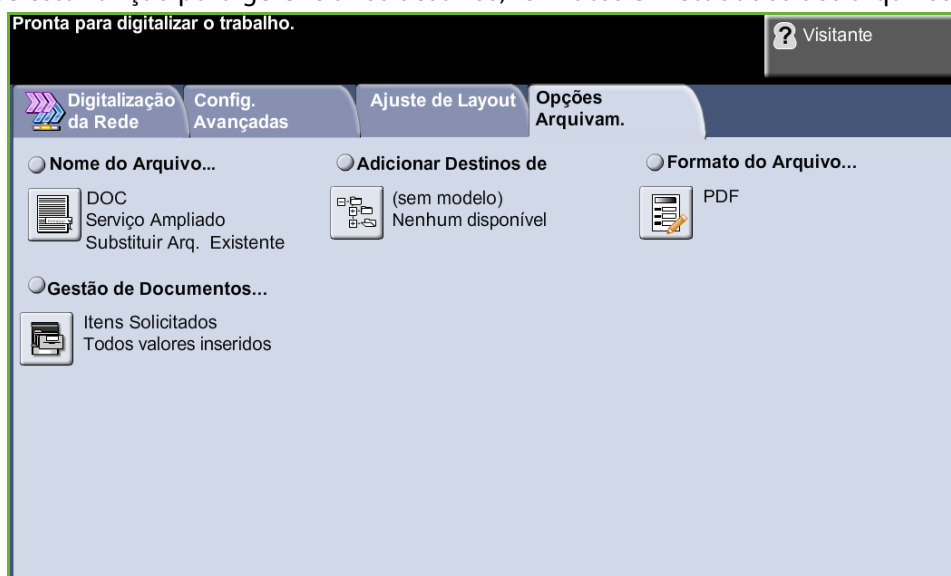 Pronta para digitalizar o trabalho.
? Visitante
Digitalização da Rede
Config. Avançadas
Ajuste de Layout
Opções Arquivam.
Nome do Arquivo...
DOC
Serviço Ampliado
Substituir Arq. Existente
Adicionar Destinos de
(sem modelo)
Nenhum disponível
Formato do Arquivo...
PDF
Gestão de Documentos...
Itens Solicitados
Todos valores inseridos